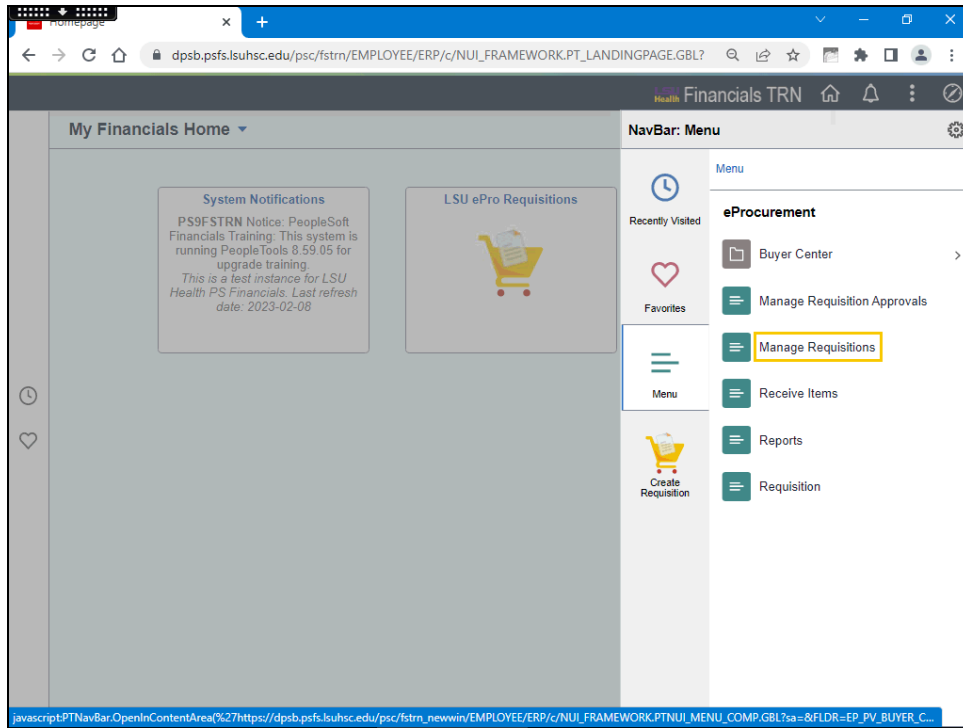 Homepage
dpsb.psfs.lsuhsc.edu/psc/fstrn/EMPLOYEE/ERP/c/NUI_FRAMEWORK.PT_LANDINGPAGE.GBL?
Health Financials TRN
My Financials Home
NavBar: Menu
System Notifications
PS9FSTRN Notice: PeopleSoft
Financials Training: This system is
running PeopleTools 8.59.05 for
upgrade training.
This is a test instance for LSU
Health PS Financials. Last refresh
date: 2023-02-08
LSU ePro Requisitions
Recently Visited
Favorites
Menu
Create
Requisition
Menu
eProcurement
Buyer Center
Manage Requisition Approvals
Manage Requisitions
Receive Items
Reports
Requisition
javascript:PTNavBar.OpenInContentArea(%27https://dpsb.psfs.lsuhsc.edu/psc/fstrn_newwin/EMPLOYEE/ERP/c/NUI_FRAMEWORK.PTNUI_MENU_COMP.GBL?sa=&FLDR=EP_PV_BUYER_C...